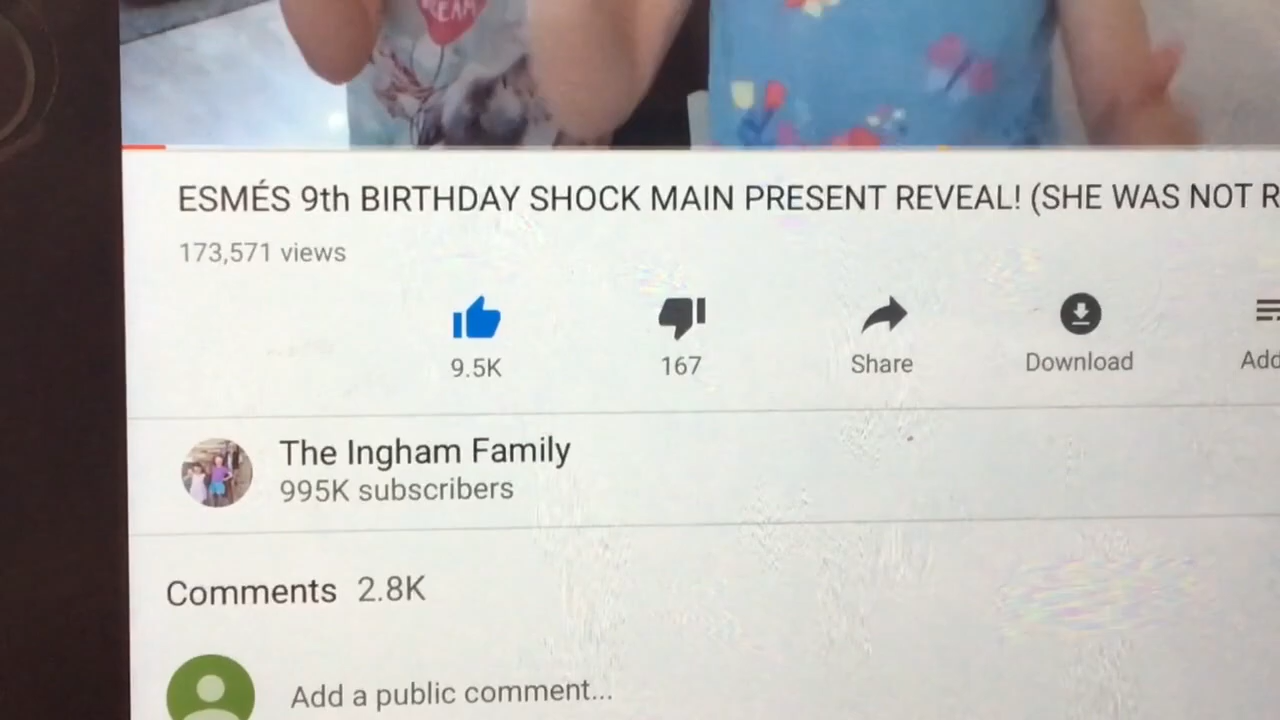 ESMÉS 9th BIRTHDAY SHOCK MAIN PRESENT REVEAL! (SHE WAS NOT R
173,571 views
9.5K
167
Share
Download
Add
The Ingham Family
995K subscribers
Comments 2.8K
Add a public comment...